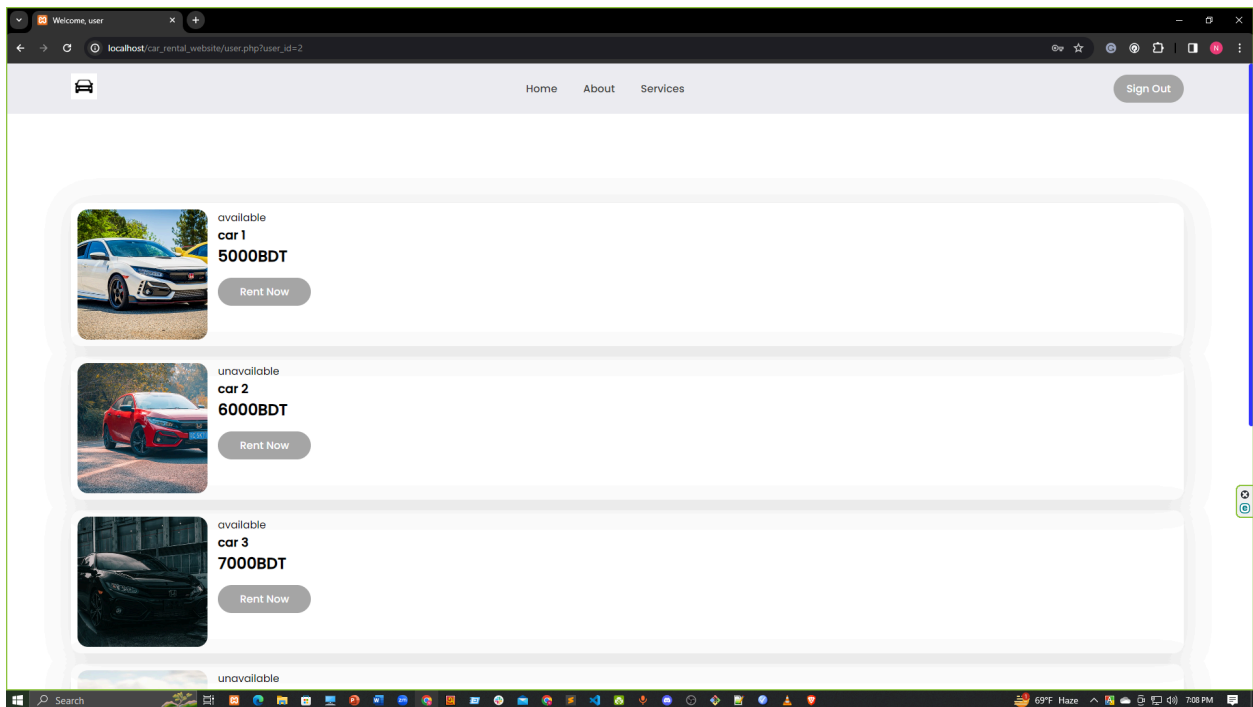 Welcome, user
localhost/car_rental_website/user.php?user_id=2
N
Home About Services
Sign Out
available
car 1
5000BDT
Rent Now
unavailable
car 2
6000BDT
Rent Now
available
car 3
7000BDT
Rent Now
unavailable
Search
69°F Haze
7:08 PM